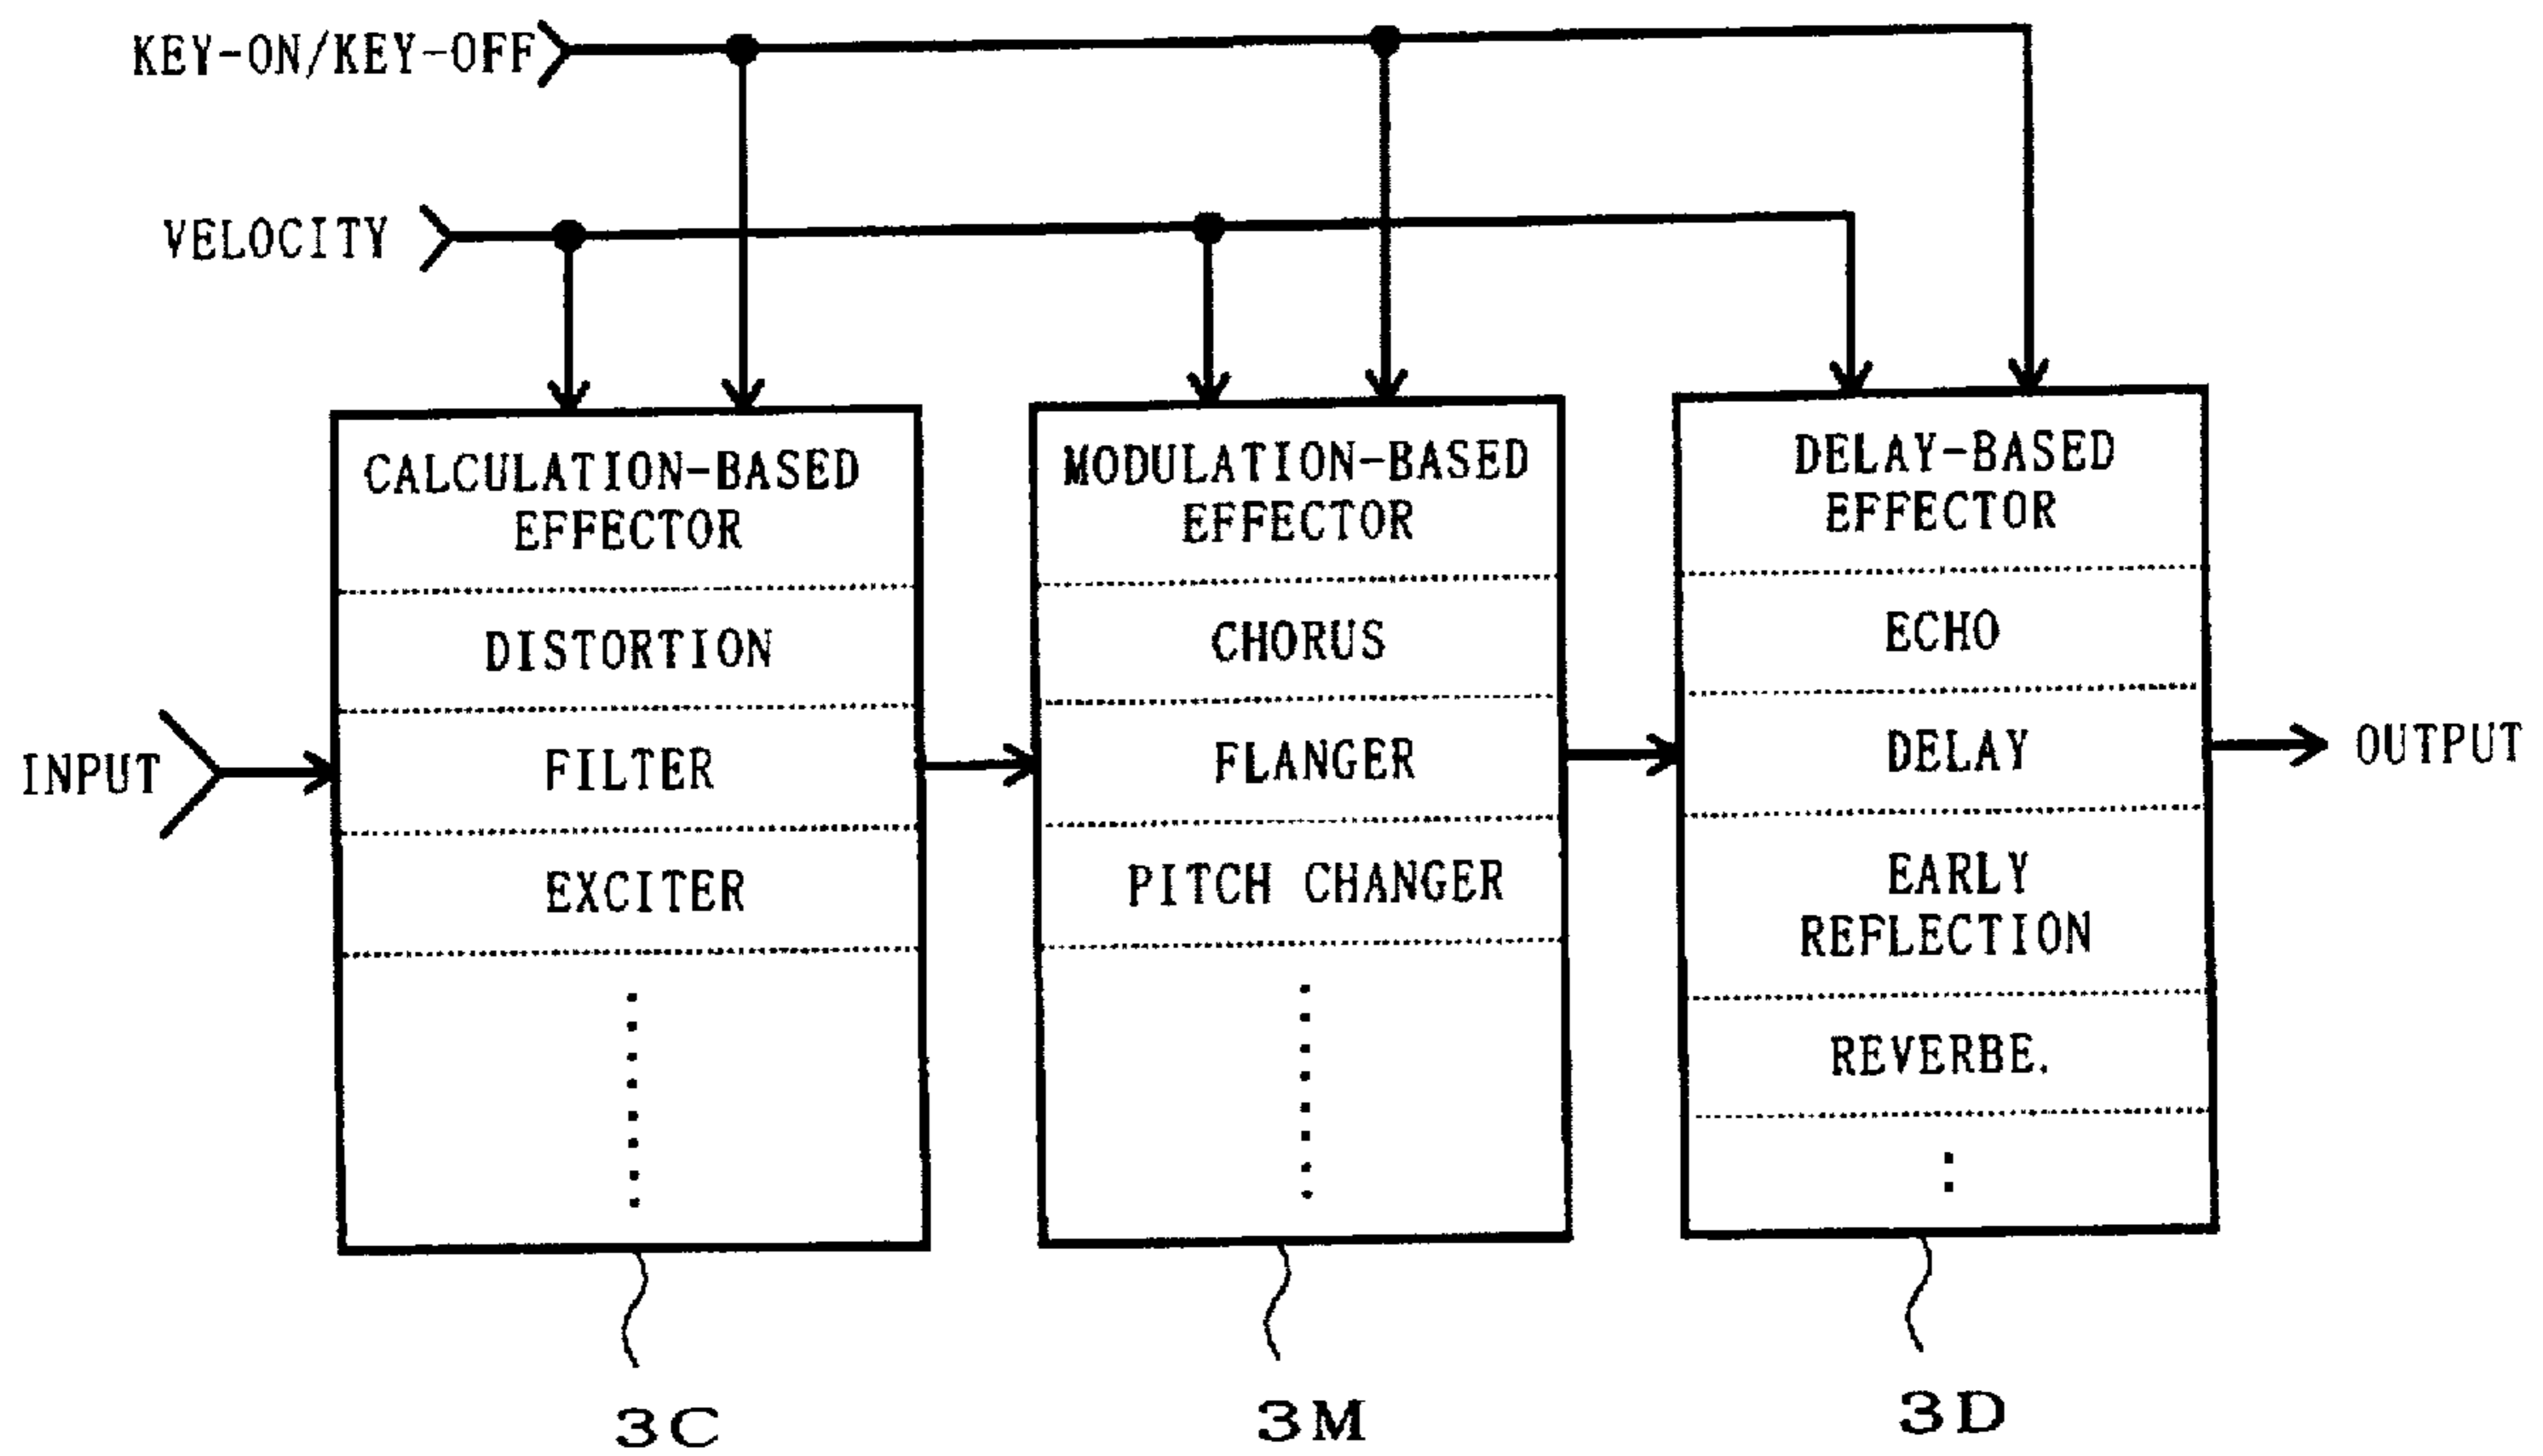 KEY-ON/KEY-OFF
VELOCITY
INPUT
CALCULATION-BASED
EFFECTOR
DISTORTION
FILTER
EXCITER
MODULATION-BASED
EFFECTOR
CHORUS
FLANGER
PITCH CHANGER
DELAY-BASED
EFFECTOR
ECHO
DELAY
EARLY
REFLECTION
REVERBE.
OUTPUT
3C
3M
3D